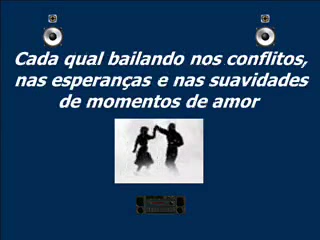 Cada qual bailando nos conflitos,
nas esperanças e nas suavidades
de momentos de amor